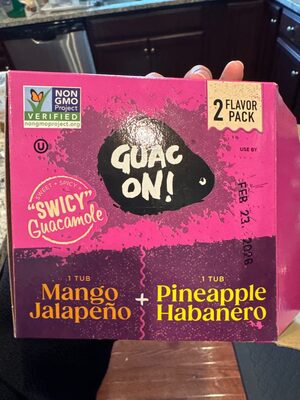 NON
GMO
Project
VERIFIED
nongmoproject.org
2 FLAVOR
PACK
U
GUAC
ON!
USE BY
FEB 23 2026
SWEET + SPICY
"SWICY"
Guacamole
1 TUB
Mango
Jalapeño
+
1 TUB
Pineapple
Habanero